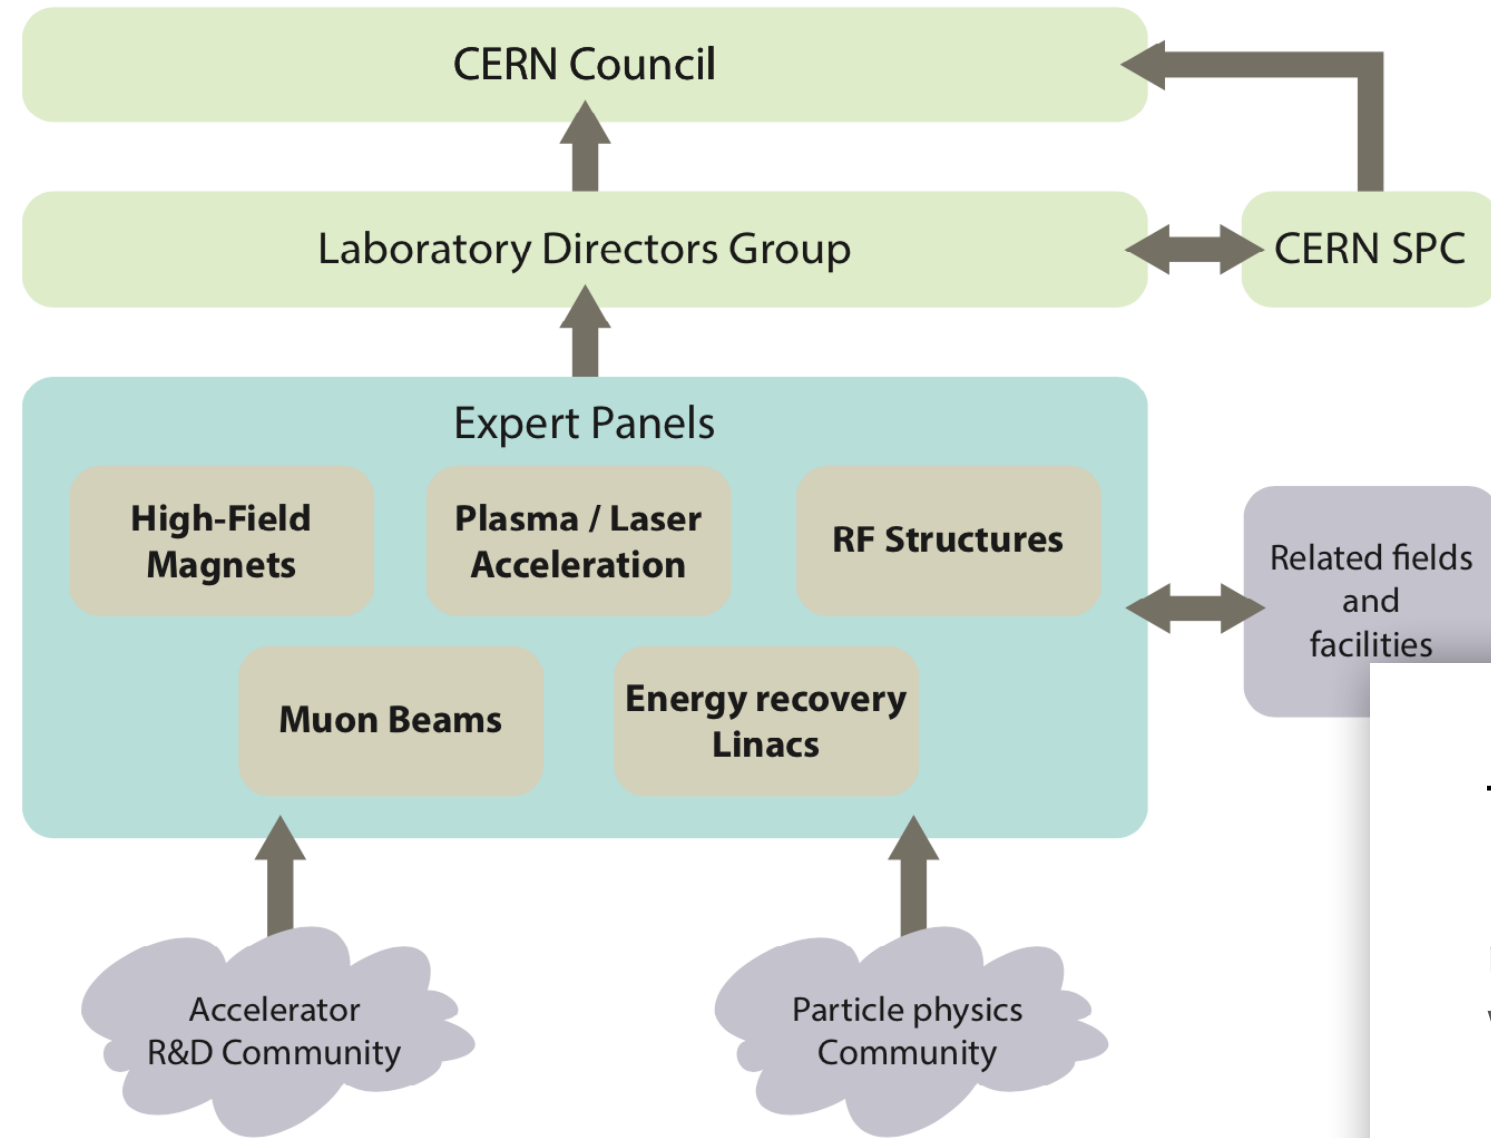 CERN Council
Laboratory Directors Group
CERN SPC
Expert Panels
High-Field
Magnets
Plasma / Laser
Acceleration
RF Structures
Related fields
and
facilities
Muon Beams
Energy recovery
Linacs
Accelerator
R&D Community
Particle physics
Community